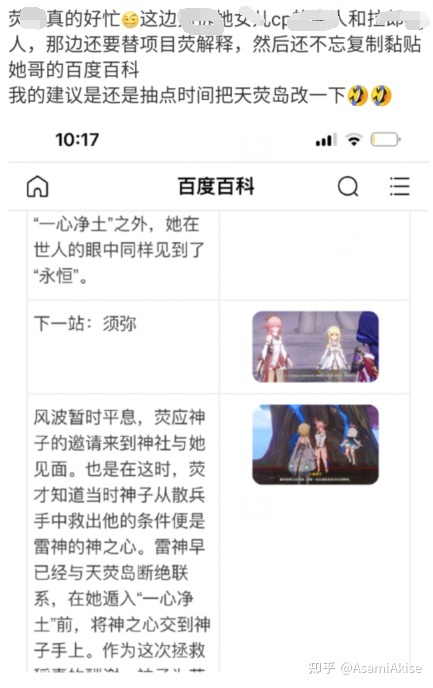 荧
真的好忙
这边
她女儿cp的
人和拉郎
人，那边还要替项目荧解释，然后还不忘复制黏贴
她哥的百度百科
我的建议是还是抽点时间把天荧岛改一下
10:17
百度百科
“一心净土”之外，她在
世人的眼中同样见到了
“永恒”。
下一站：须弥
风波暂时平息，荧应神
子的邀请来到神社与她
见面。也是在这时，荧
才知道当时神子从散兵
手中救出他的条件便是
雷神的神之心。雷神早
已经与天荧岛断绝联
系，在她遁入“一心净
土”前，将神之心交到神
子手上。作为这次拯救
知乎 @AsamiAkise